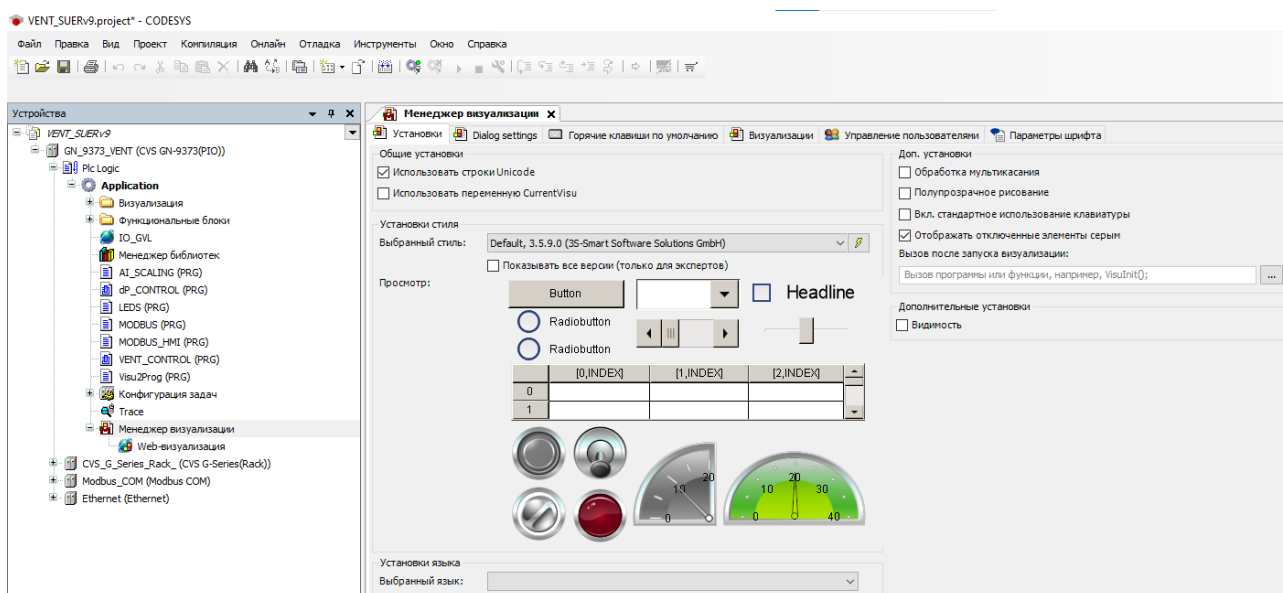 VENT_SUERv9.project* - CODESYS
Файл Правка Вид Проект Компиляция Онлайн Отладка Инструменты Окно Справка
Устройства
VENT_SUERv9
GN_9373_VENT (CVS GN-9373(PIO))
Plc Logic
Application
Визуализация
Функциональные блоки
IO_GVL
Менеджер библиотек
AI_SCALING (PRG)
dP_CONTROL (PRG)
LEDS (PRG)
MODBUS (PRG)
MODBUS_HMI (PRG)
VENT_CONTROL (PRG)
Visu2Prog (PRG)
Конфигурация задач
Trace
Менеджер визуализации
Web-визуализация
CVS_G_Series_Rack_ (CVS G-Series(Rack))
Modbus_COM (Modbus COM)
Ethernet (Ethernet)
Менеджер визуализации
Установки Dialog settings Горячие клавиши по умолчанию Визуализации Управление пользователями Параметры шрифта
Общие установки
Использовать строки Unicode
Использовать переменную CurrentVisu
Установки стиля
Выбранный стиль: Default, 3.5.9.0 (3S-Smart Software Solutions GmbH)
Показывать все версии (только для экспертов)
Просмотр:
Button Headline
Radiobutton
Radiobutton
[0,INDEX] [1,INDEX] [2,INDEX]
0
1
0 10 20
0 10 20 30 40
Установки языка
Выбранный язык:
Доп. установки
Обработка мультикасания
Полупрозрачное рисование
Вкл. стандартное использование клавиатуры
Отображать отключенные элементы серым
Вызов после запуска визуализации:
Вызов программы или функции, например, VisuInit(); ...
Дополнительные установки
Видимость